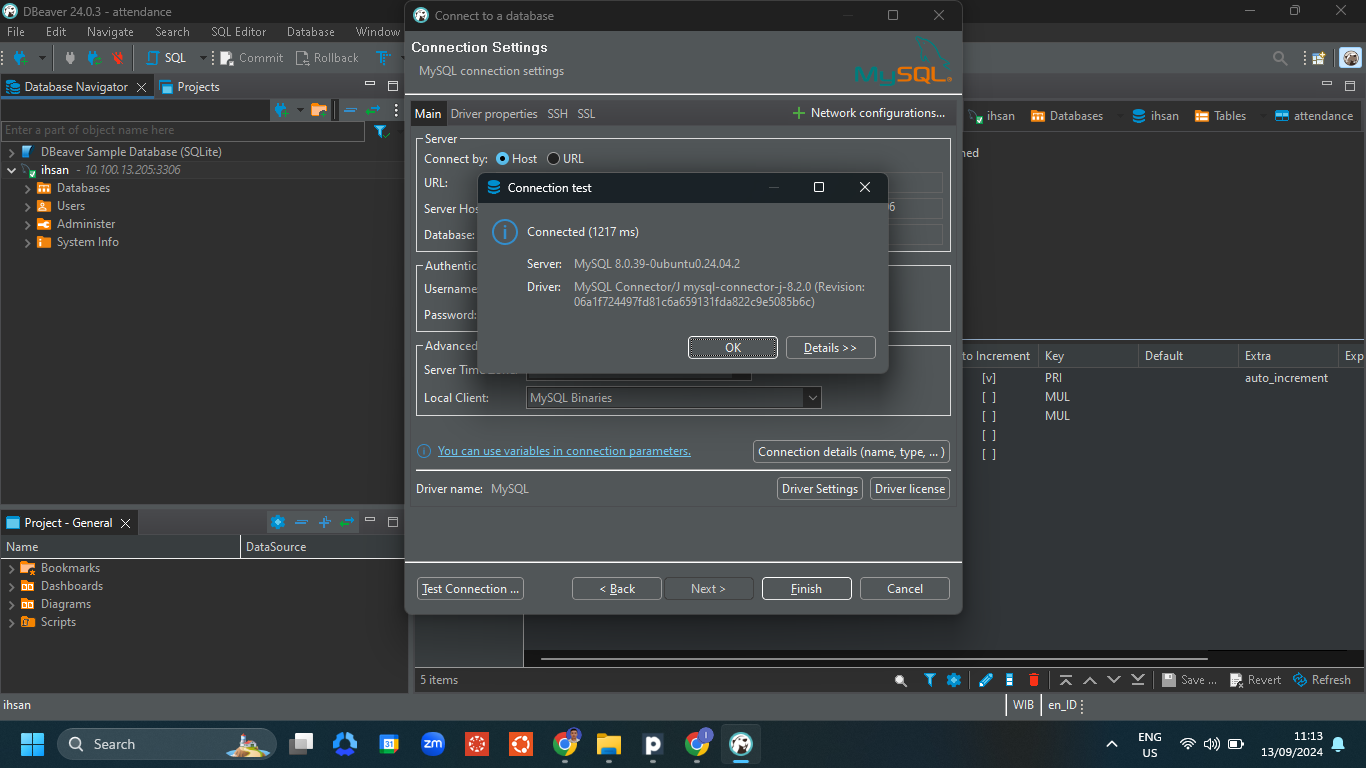 DBeaver 24.0.3 - attendance
File Edit Navigate Search SQL Editor Database Window
SQL Commit Rollback T
Database Navigator Projects
Enter a part of object name here
DBeaver Sample Database (SQLite)
ihsan - 10.100.13.205:3306
Databases
Users
Administer
System Info
Project - General
Name DataSource
Bookmarks
Dashboards
Diagrams
Scripts
Connect to a database
Connection Settings
MySQL connection settings
MySQL
Main Driver properties SSH SSL
Network configurations...
Server
Connect by: Host URL
URL:
Server Hos
Database:
Authentic
Username
Password:
Advanced
Server Time
Local Client: MySQL Binaries
You can use variables in connection parameters.
Connection details (name, type, ... )
Driver name: MySQL
Driver Settings Driver license
Test Connection ... < Back Next > Finish Cancel
Connection test
Connected (1217 ms)
Server: MySQL 8.0.39-0ubuntu0.24.04.2
Driver: MySQL Connector/J mysql-connector-j-8.2.0 (Revision:
06a1f724497fd81c6a659131fda822c9e5085b6c)
OK Details >>
ihsan Databases ihsan Tables attendance
ed
6
to Increment Key Default Extra Exp
[v] PRI auto_increment
[ ] MUL
[ ] MUL
[ ]
[ ]
5 items
Save ... Revert Refresh
ihsan
WIB en_ID
Search
31
zm
ENG
US
11:13
13/09/2024